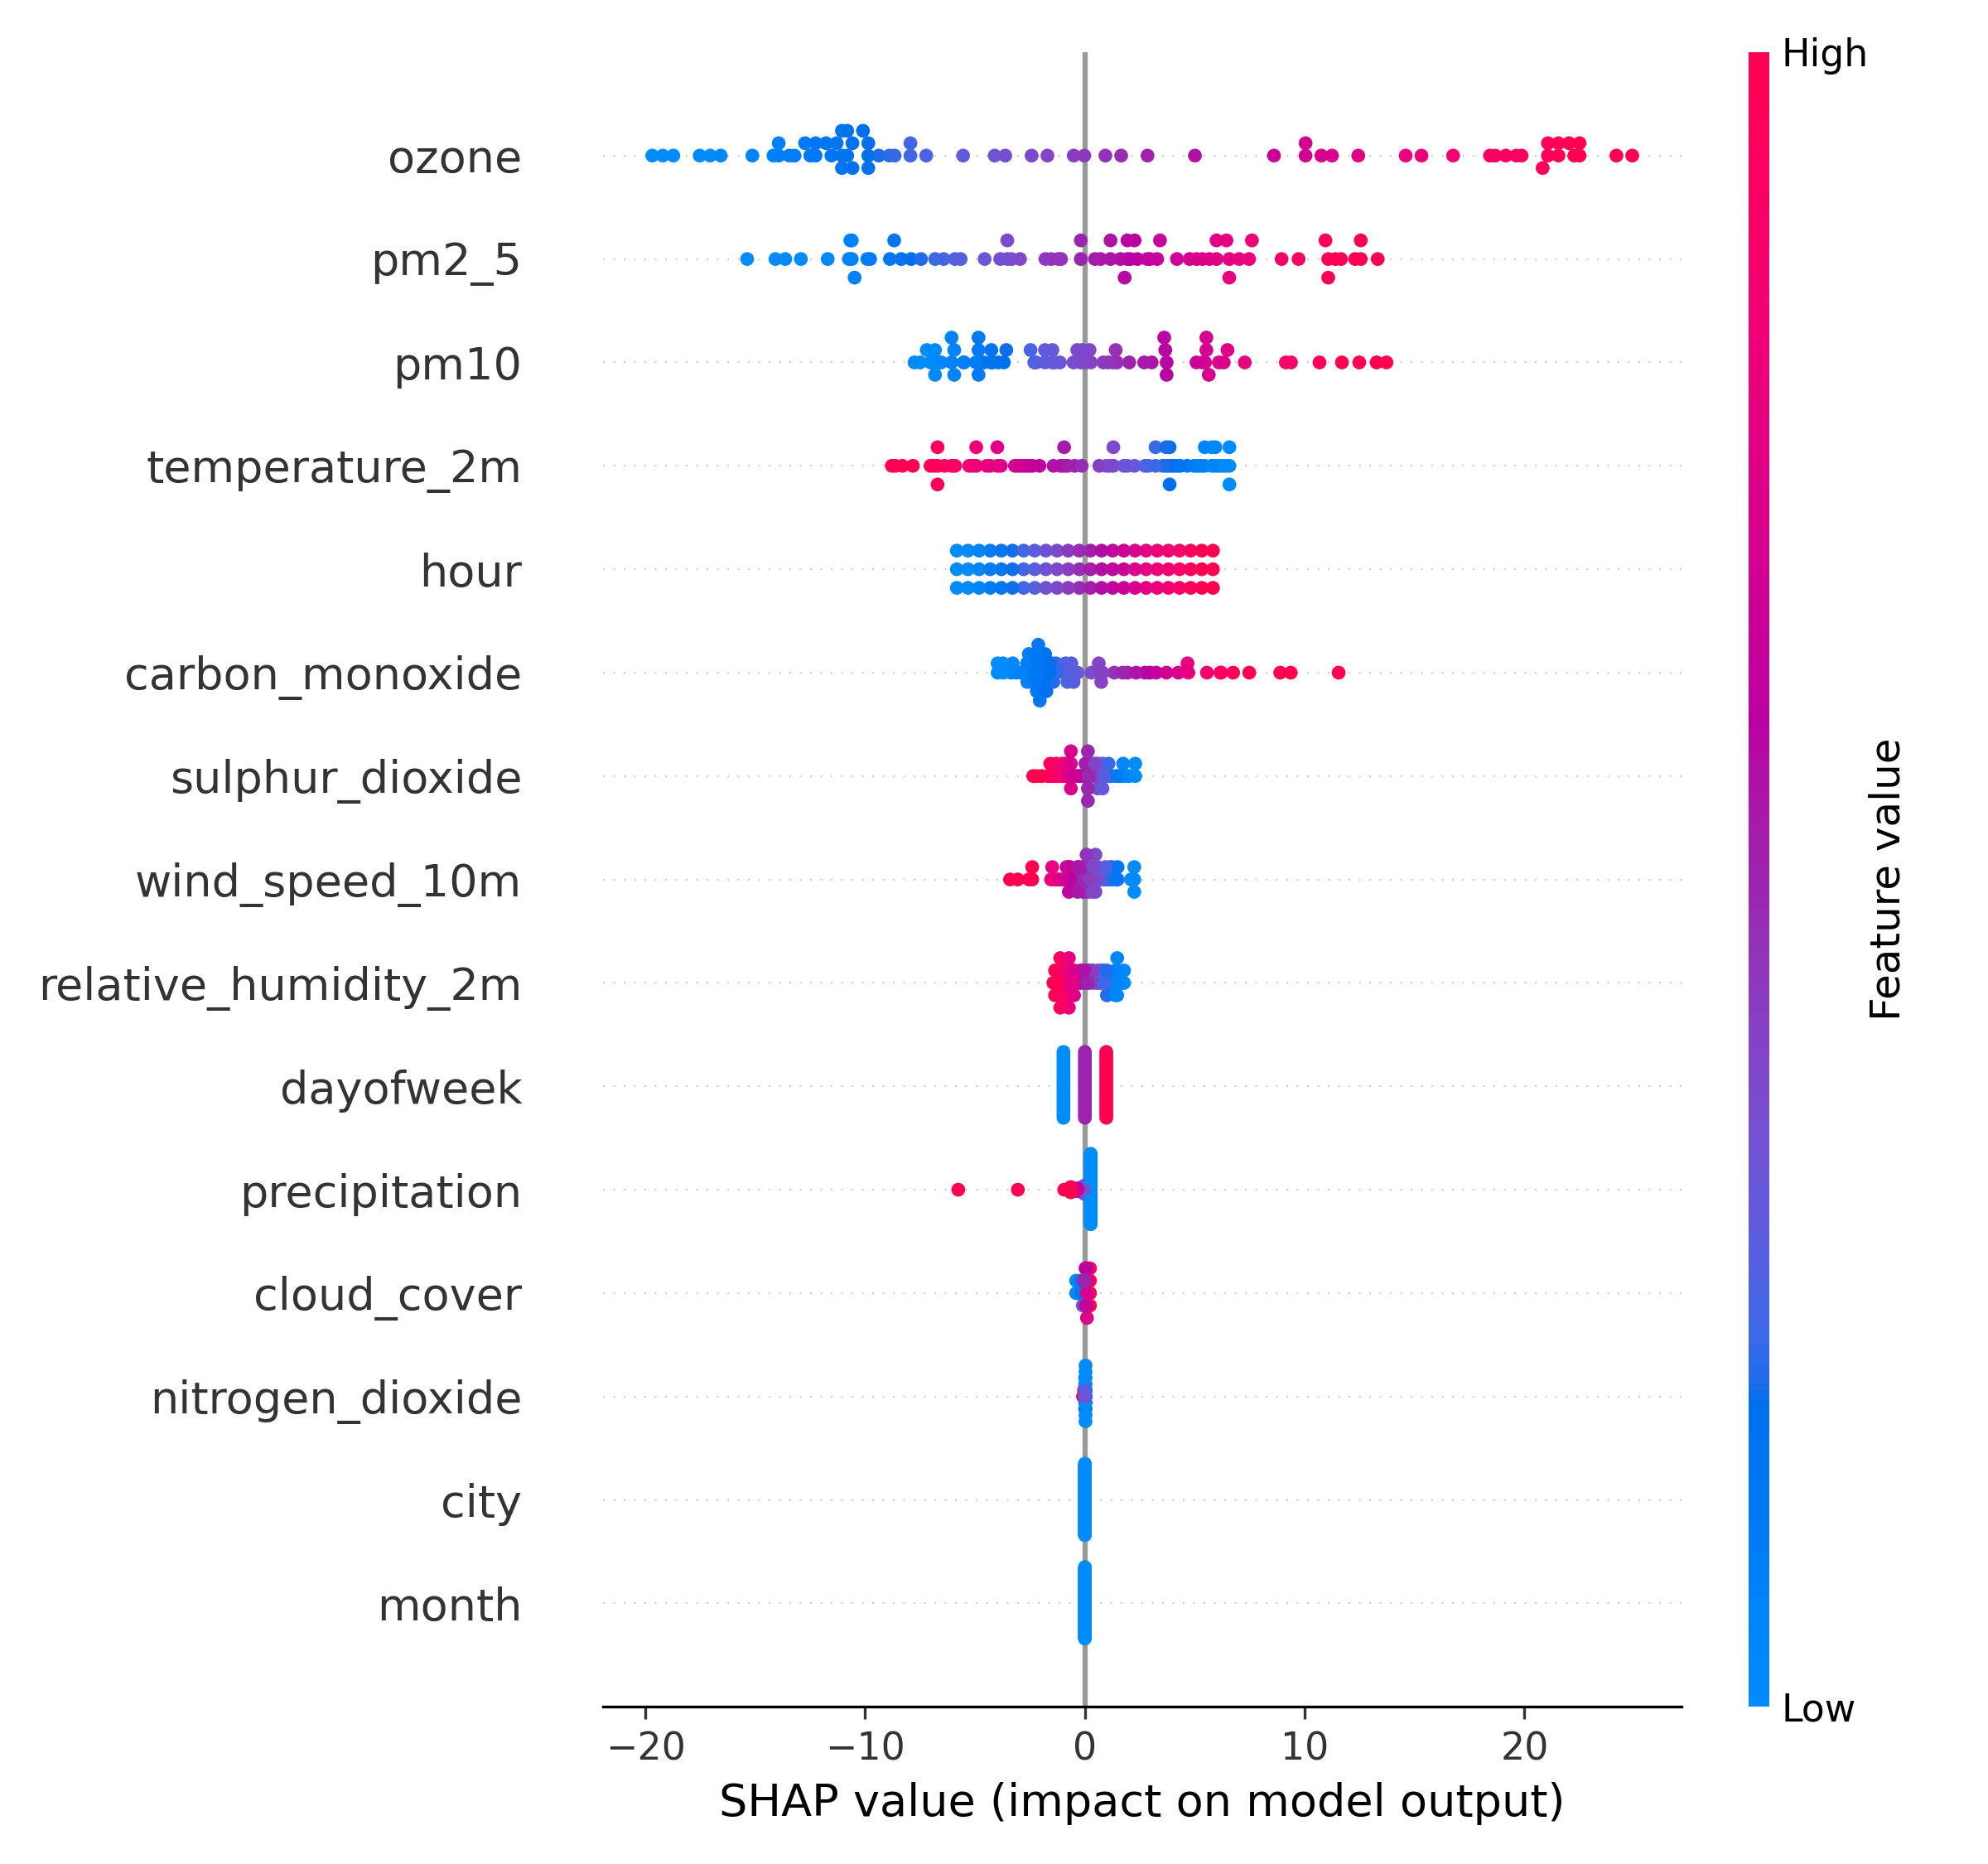 High
ozone
pm2_5
pm10
temperature_2m
hour
carbon_monoxide
sulphur_dioxide
wind_speed_10m
relative_humidity_2m
dayofweek
precipitation
cloud_cover
nitrogen_dioxide
city
month
Feature value
Low
−20 −10 0 10 20
SHAP value (impact on model output)